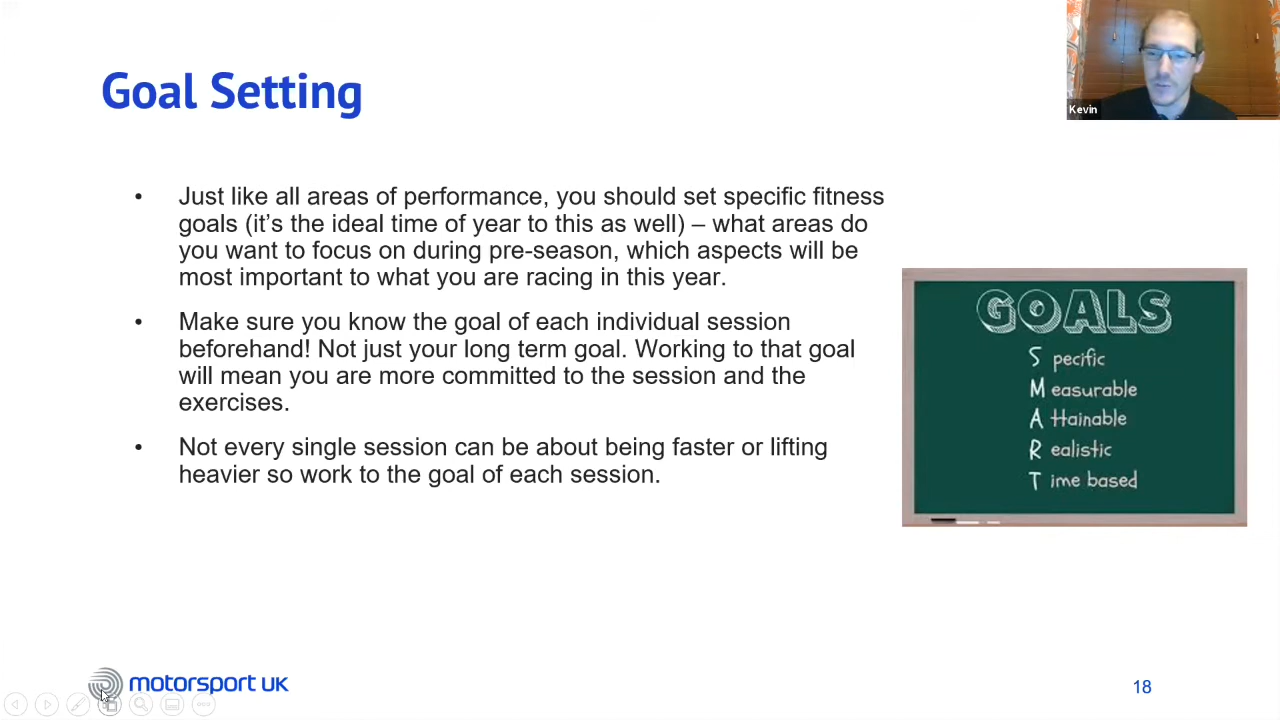 Goal Setting
Kevin
• Just like all areas of performance, you should set specific fitness
goals (it’s the ideal time of year to this as well) – what areas do
you want to focus on during pre-season, which aspects will be
most important to what you are racing in this year.
• Make sure you know the goal of each individual session
beforehand! Not just your long term goal. Working to that goal
will mean you are more committed to the session and the
exercises.
• Not every single session can be about being faster or lifting
heavier so work to the goal of each session.
GOALS
Specific
Measurable
Attainable
Realistic
Time based
motorsport UK
18